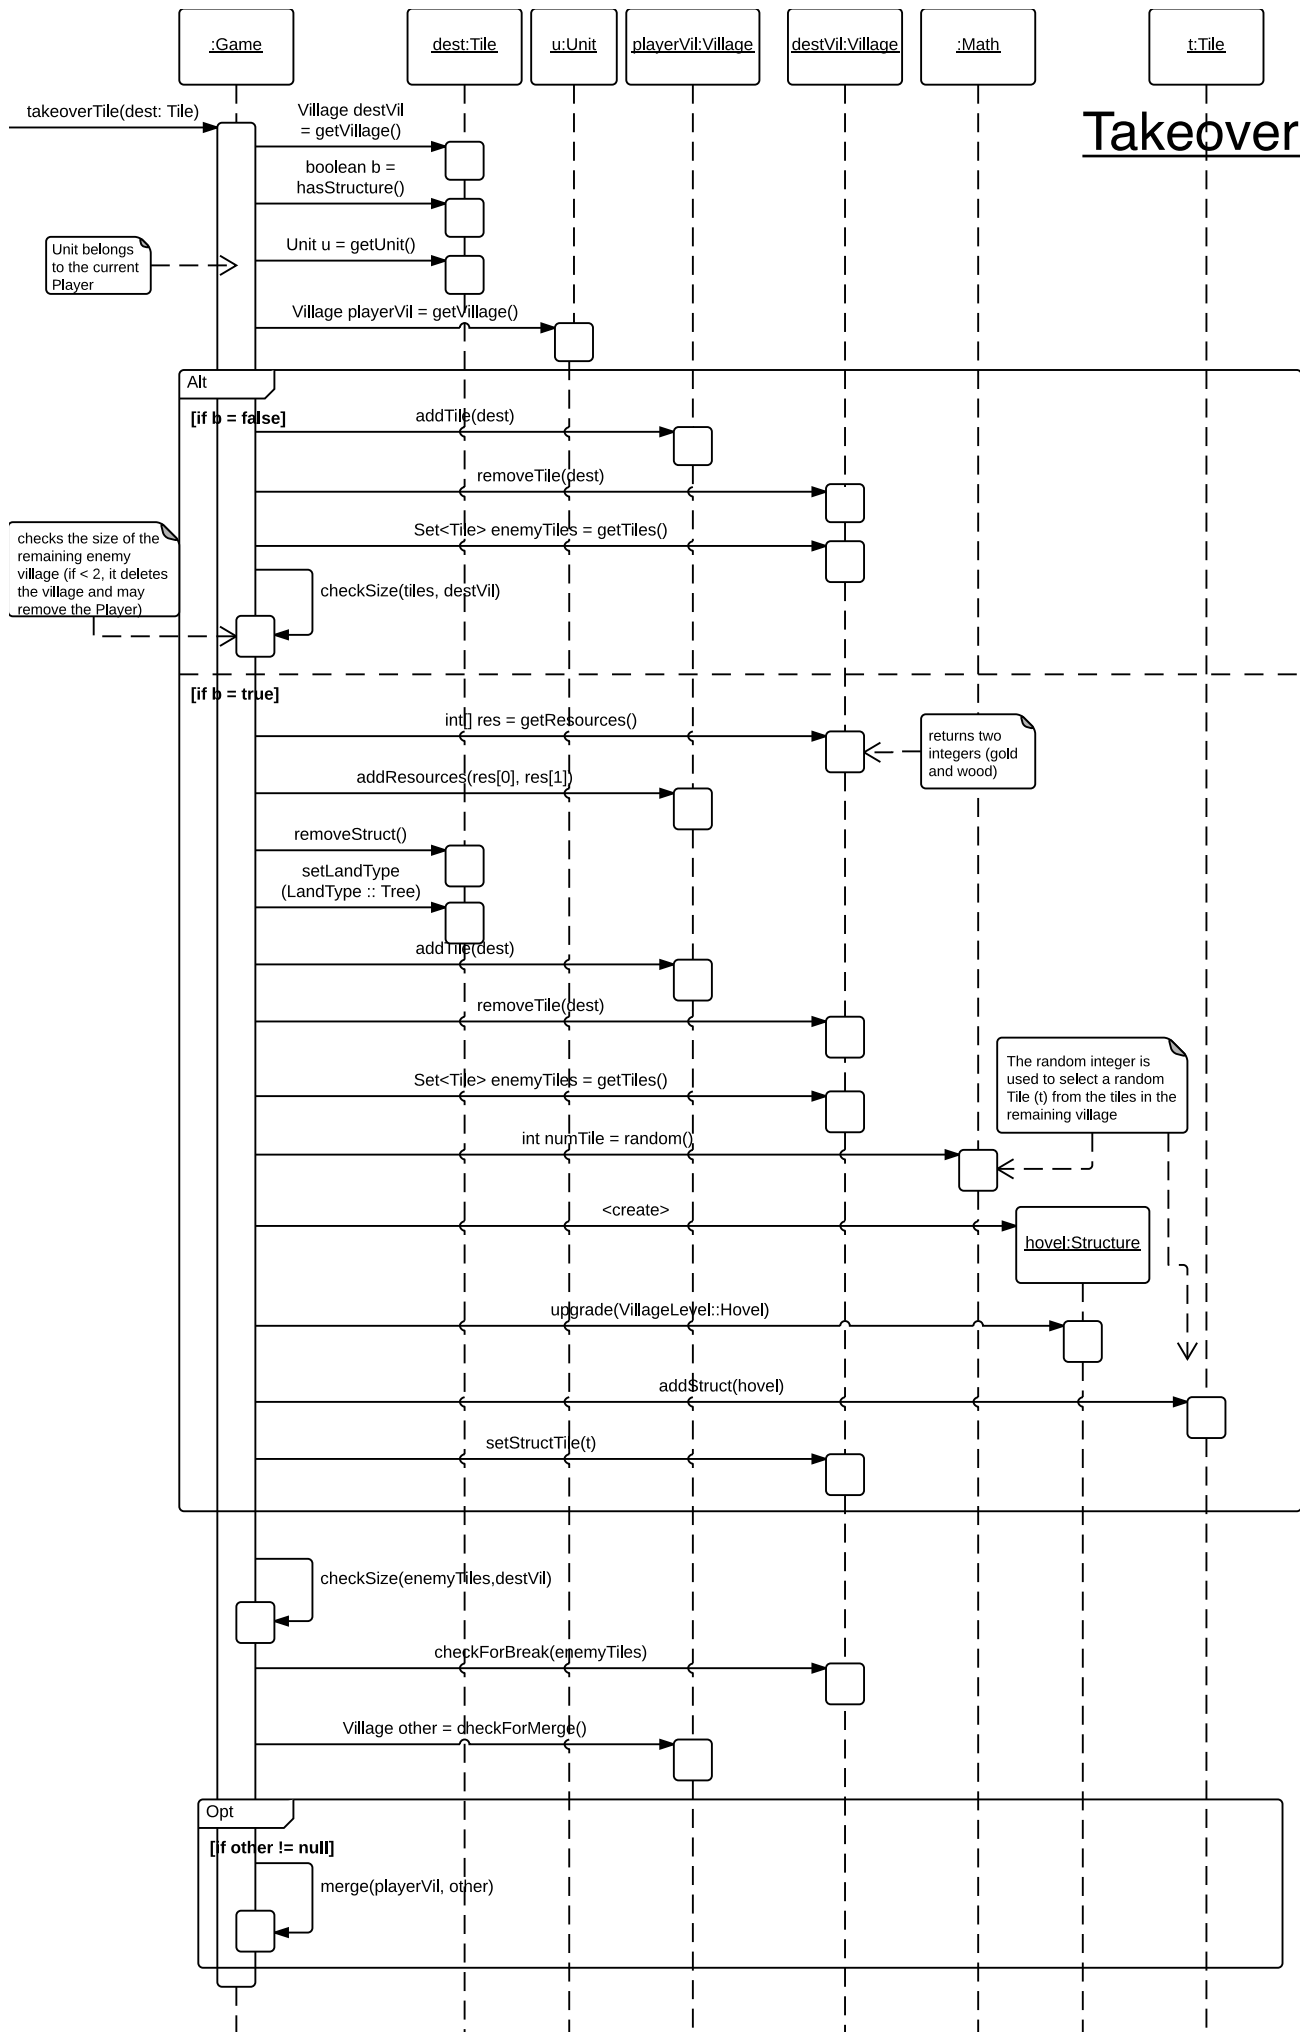 :Game
dest:Tile
u:Unit
playerVil:Village
destVil:Village
:Math
t:Tile
Takeover
takeoverTile(dest: Tile)
Village destVil
= getVillage()
boolean b =
hasStructure()
Unit u = getUnit()
Unit belongs
to the current
Player
Village playerVil = getVillage()
Alt
[if b = false]
addTile(dest)
removeTile(dest)
Set<Tile> enemyTiles = getTiles()
checks the size of the
remaining enemy
village (if < 2, it deletes
the village and may
remove the Player)
checkSize(tiles, destVil)
[if b = true]
int[] res = getResources()
returns two
integers (gold
and wood)
addResources(res[0], res[1])
removeStruct()
setLandType
(LandType :: Tree)
addTile(dest)
removeTile(dest)
The random integer is
used to select a random
Tile (t) from the tiles in the
remaining village
Set<Tile> enemyTiles = getTiles()
int numTile = random()
<create>
hovel:Structure
upgrade(VillageLevel::Hovel)
addStruct(hovel)
setStructTile(t)
checkSize(enemyTiles,destVil)
checkForBreak(enemyTiles)
Village other = checkForMerge()
Opt
[if other != null]
merge(playerVil, other)